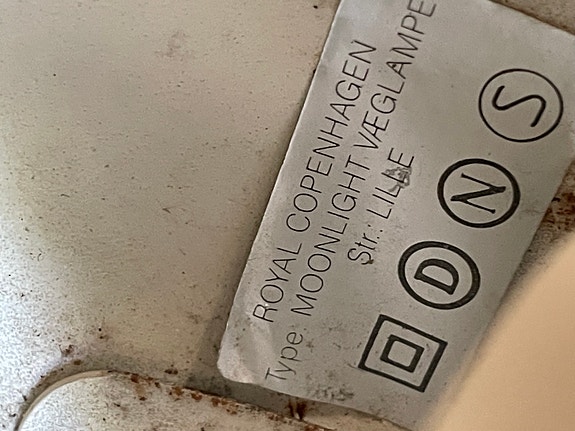 ROYAL COPENHAGEN
Type: MOONLIGHT VÆGLAMPE
Str.: LILLE
D N S